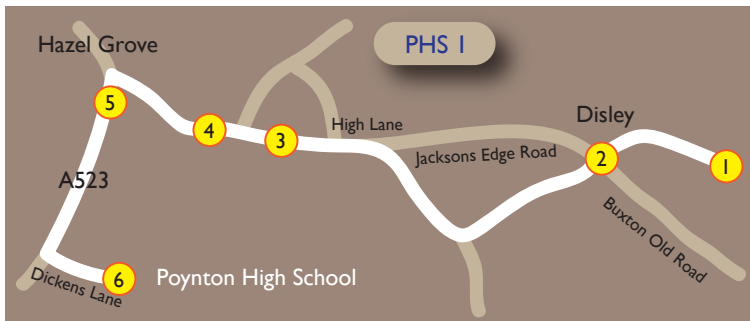 Hazel Grove
PHS 1
5
4
3
High Lane
Disley
2
1
Jacksons Edge Road
A523
Buxton Old Road
6
Dickens Lane
Poynton High School